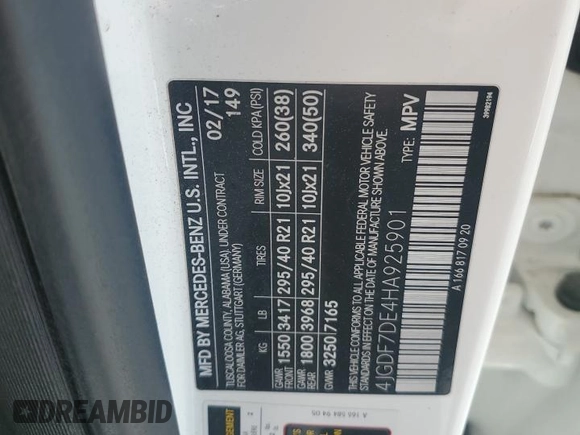 MFD BY MERCEDES-BENZ U.S. INTL., INC
TUSCALOOSA COUNTY, ALABAMA (USA). UNDER CONTRACT
FOR DAIMLER AG, STUTTGART (GERMANY)
02/17
149
KG LB TIRES RIM SIZE COLD KPA (PSI)
GAWR FRONT 1550 3417 295/40 R21 10Jx21 260(38)
GAWR REAR 1800 3968 295/40 R21 10Jx21 340(50)
GVWR 3250 7165
THIS VEHICLE CONFORMS TO ALL APPLICABLE FEDERAL MOTOR VEHICLE SAFETY
STANDARDS IN EFFECT ON THE DATE OF MANUFACTURE SHOWN ABOVE.
4JGDF7DE4HA925901 TYPE: MPV
A 166 817 09 20
39982194
DREAMBID